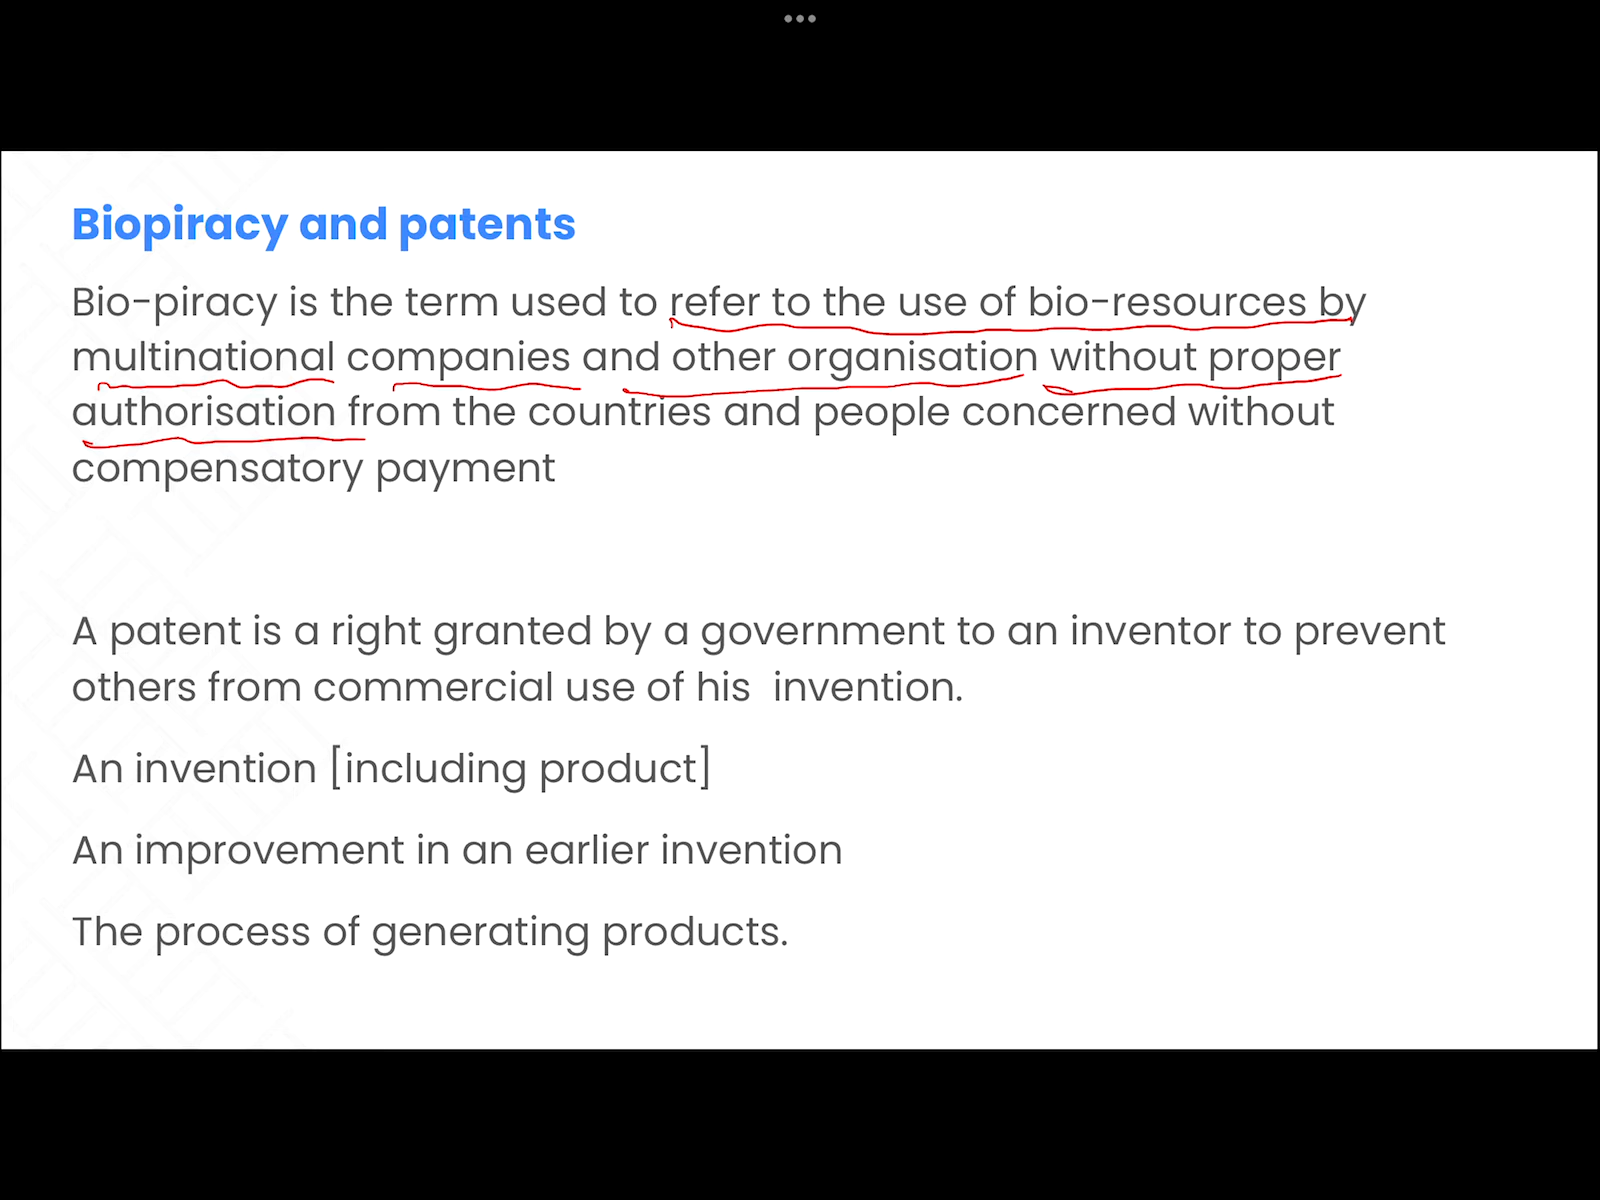 Biopiracy and patents
Bio-piracy is the term used to refer to the use of bio-resources by
multinational companies and other organisation without proper
authorisation from the countries and people concerned without
compensatory payment
A patent is a right granted by a government to an inventor to prevent
others from commercial use of his  invention.
An invention [including product]
An improvement in an earlier invention
The process of generating products.